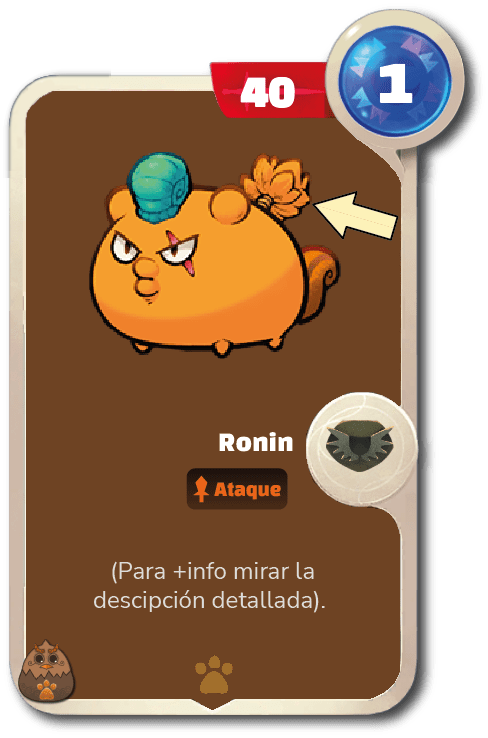 40
1
Ronin
Ataque
(Para +info mirar la
descipción detallada).